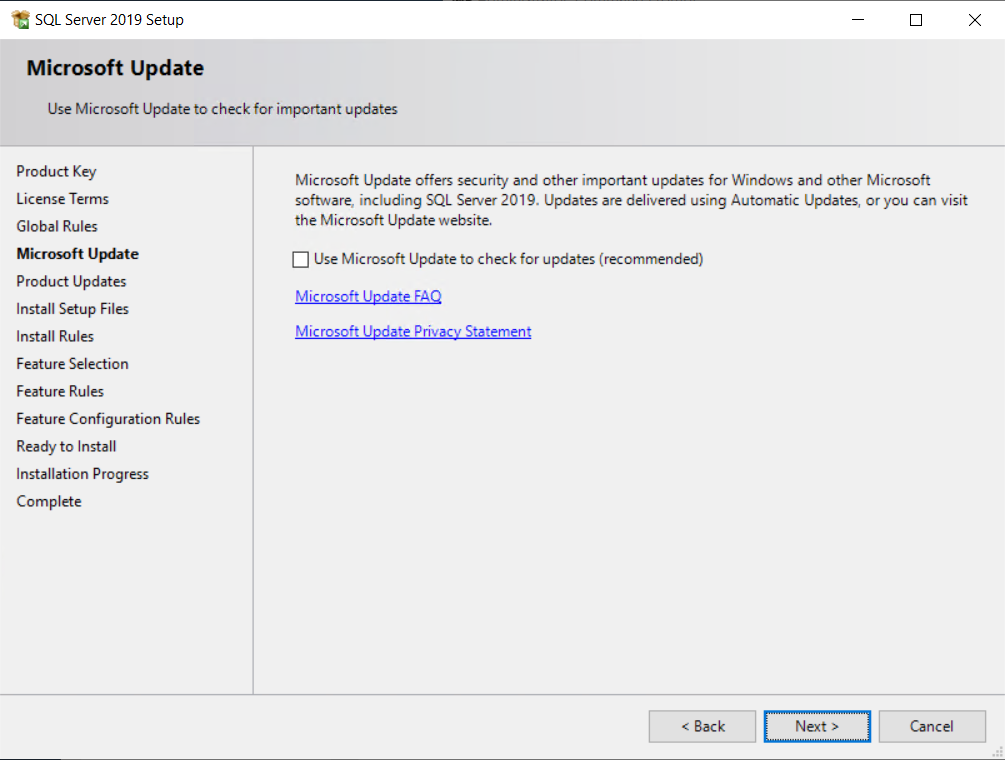 SQL Server 2019 Setup
Microsoft Update
Use Microsoft Update to check for important updates
Product Key
License Terms
Global Rules
Microsoft Update
Product Updates
Install Setup Files
Install Rules
Feature Selection
Feature Rules
Feature Configuration Rules
Ready to Install
Installation Progress
Complete
Microsoft Update offers security and other important updates for Windows and other Microsoft
software, including SQL Server 2019. Updates are delivered using Automatic Updates, or you can visit
the Microsoft Update website.
Use Microsoft Update to check for updates (recommended)
Microsoft Update FAQ
Microsoft Update Privacy Statement
< Back
Next >
Cancel